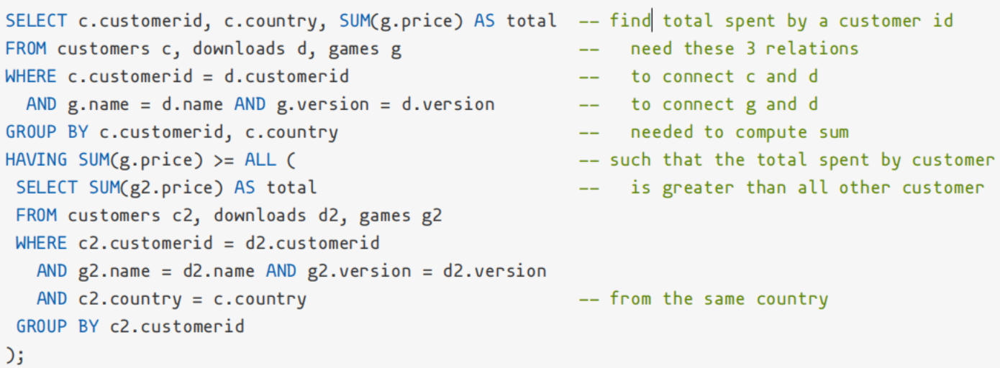 SELECT c.customerid, c.country, SUM(g.price) AS total  -- find total spent by a customer id
FROM customers c, downloads d, games g                 --   need these 3 relations
WHERE c.customerid = d.customerid                      --   to connect c and d
  AND g.name = d.name AND g.version = d.version        --   to connect g and d
GROUP BY c.customerid, c.country                       --   needed to compute sum
HAVING SUM(g.price) >= ALL (                           -- such that the total spent by customer
 SELECT SUM(g2.price) AS total                         --   is greater than all other customer
 FROM customers c2, downloads d2, games g2
 WHERE c2.customerid = d2.customerid
   AND g2.name = d2.name AND g2.version = d2.version
   AND c2.country = c.country                          -- from the same country
 GROUP BY c2.customerid
);